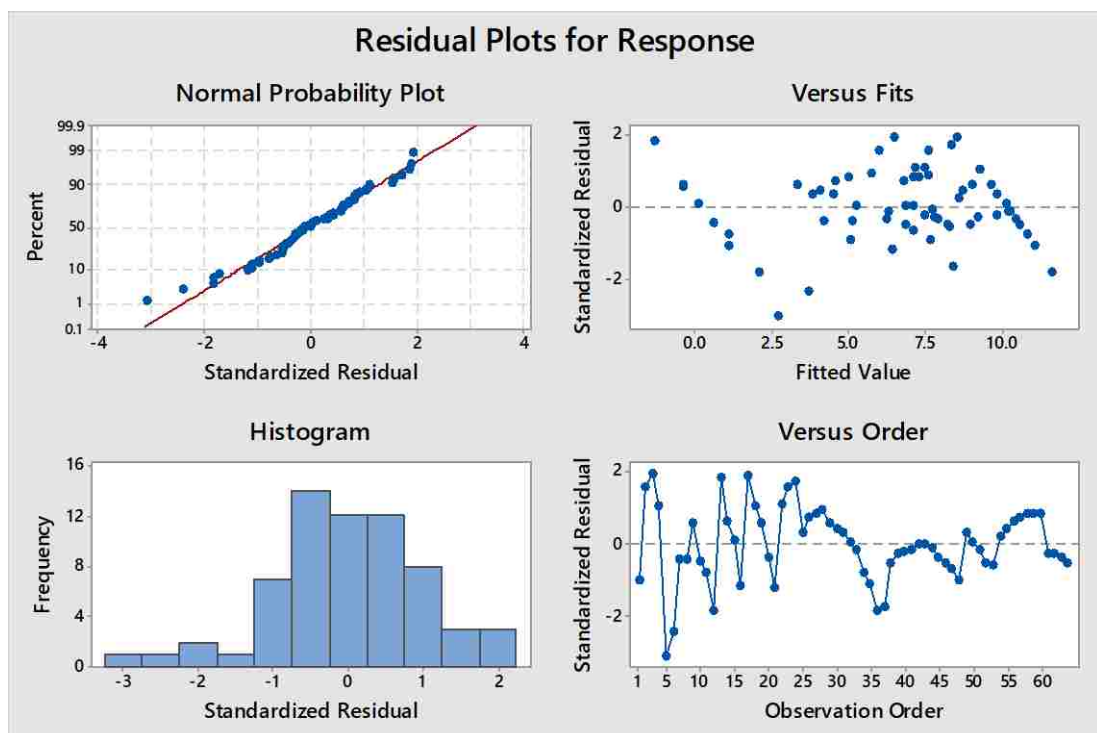 Residual Plots for Response
Normal Probability Plot
Versus Fits
99.9
99
90
50
10
1
0.1
Percent
-4 -2 0 2 4
Standardized Residual
2
0
-2
Standardized Residual
0.0 2.5 5.0 7.5 10.0
Fitted Value
Histogram
Versus Order
16
12
8
4
0
Frequency
-3 -2 -1 0 1 2
Standardized Residual
2
0
-2
Standardized Residual
1 5 10 15 20 25 30 35 40 45 50 55 60
Observation Order